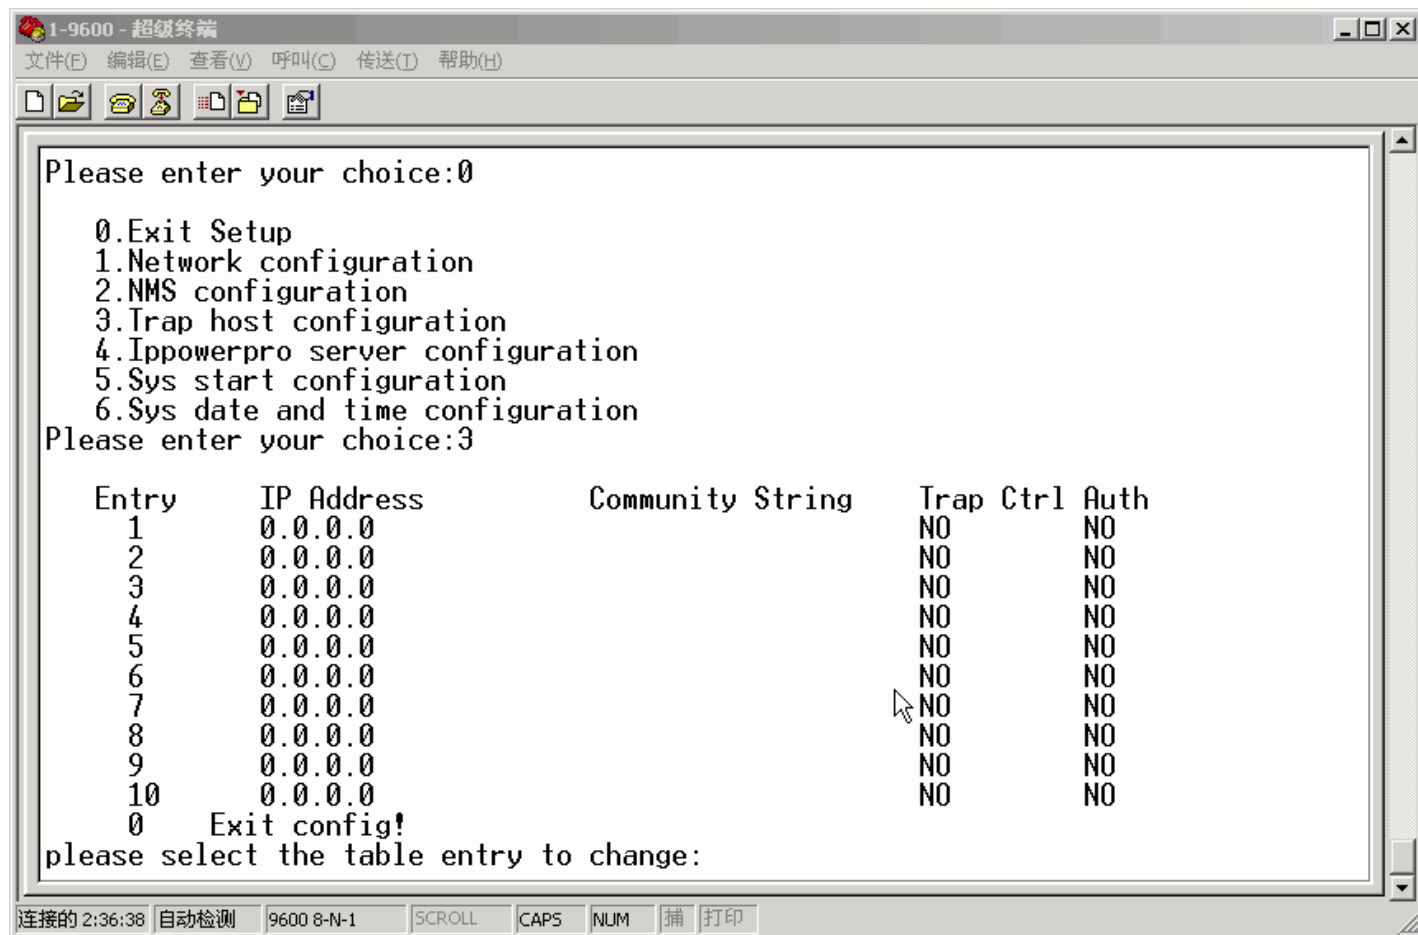 1-9600 - 超级终端
文件(F) 编辑(E) 查看(V) 呼叫(C) 传送(T) 帮助(H)
Please enter your choice:0
0.Exit Setup
1.Network configuration
2.NMS configuration
3.Trap host configuration
4.Ippowerpro server configuration
5.Sys start configuration
6.Sys date and time configuration
Please enter your choice:3
Entry IP Address Community String Trap Ctrl Auth
1 0.0.0.0 NO NO
2 0.0.0.0 NO NO
3 0.0.0.0 NO NO
4 0.0.0.0 NO NO
5 0.0.0.0 NO NO
6 0.0.0.0 NO NO
7 0.0.0.0 NO NO
8 0.0.0.0 NO NO
9 0.0.0.0 NO NO
10 0.0.0.0 NO NO
0 Exit config!
please select the table entry to change:
连接的 2:36:38 自动检测 9600 8-N-1 SCROLL CAPS NUM 捕 打印